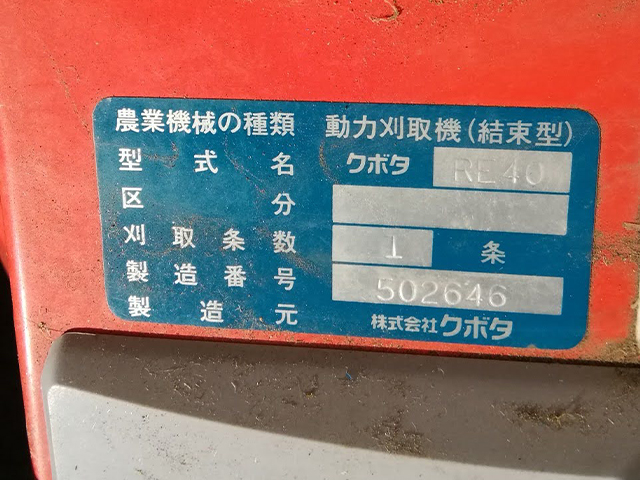 農業機械の種類 動力刈取機(結束型)
型式名 クボタ RE40
区分
刈取条数 1 条
製造番号 502646
製造元 株式会社クボタ